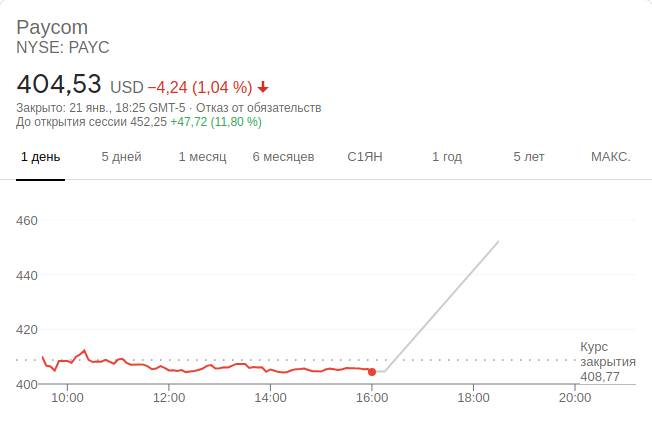 Paycom
NYSE: PAYC
404,53 USD −4,24 (1,04 %)
Закрыто: 21 янв., 18:25 GMT-5 · Отказ от обязательств
До открытия сессии 452,25 +47,72 (11,80 %)
1 день 5 дней 1 месяц 6 месяцев С1ЯН 1 год 5 лет МАКС.
460
440
420
Курс
закрытия
408,77
400
10:00 12:00 14:00 16:00 18:00 20:00